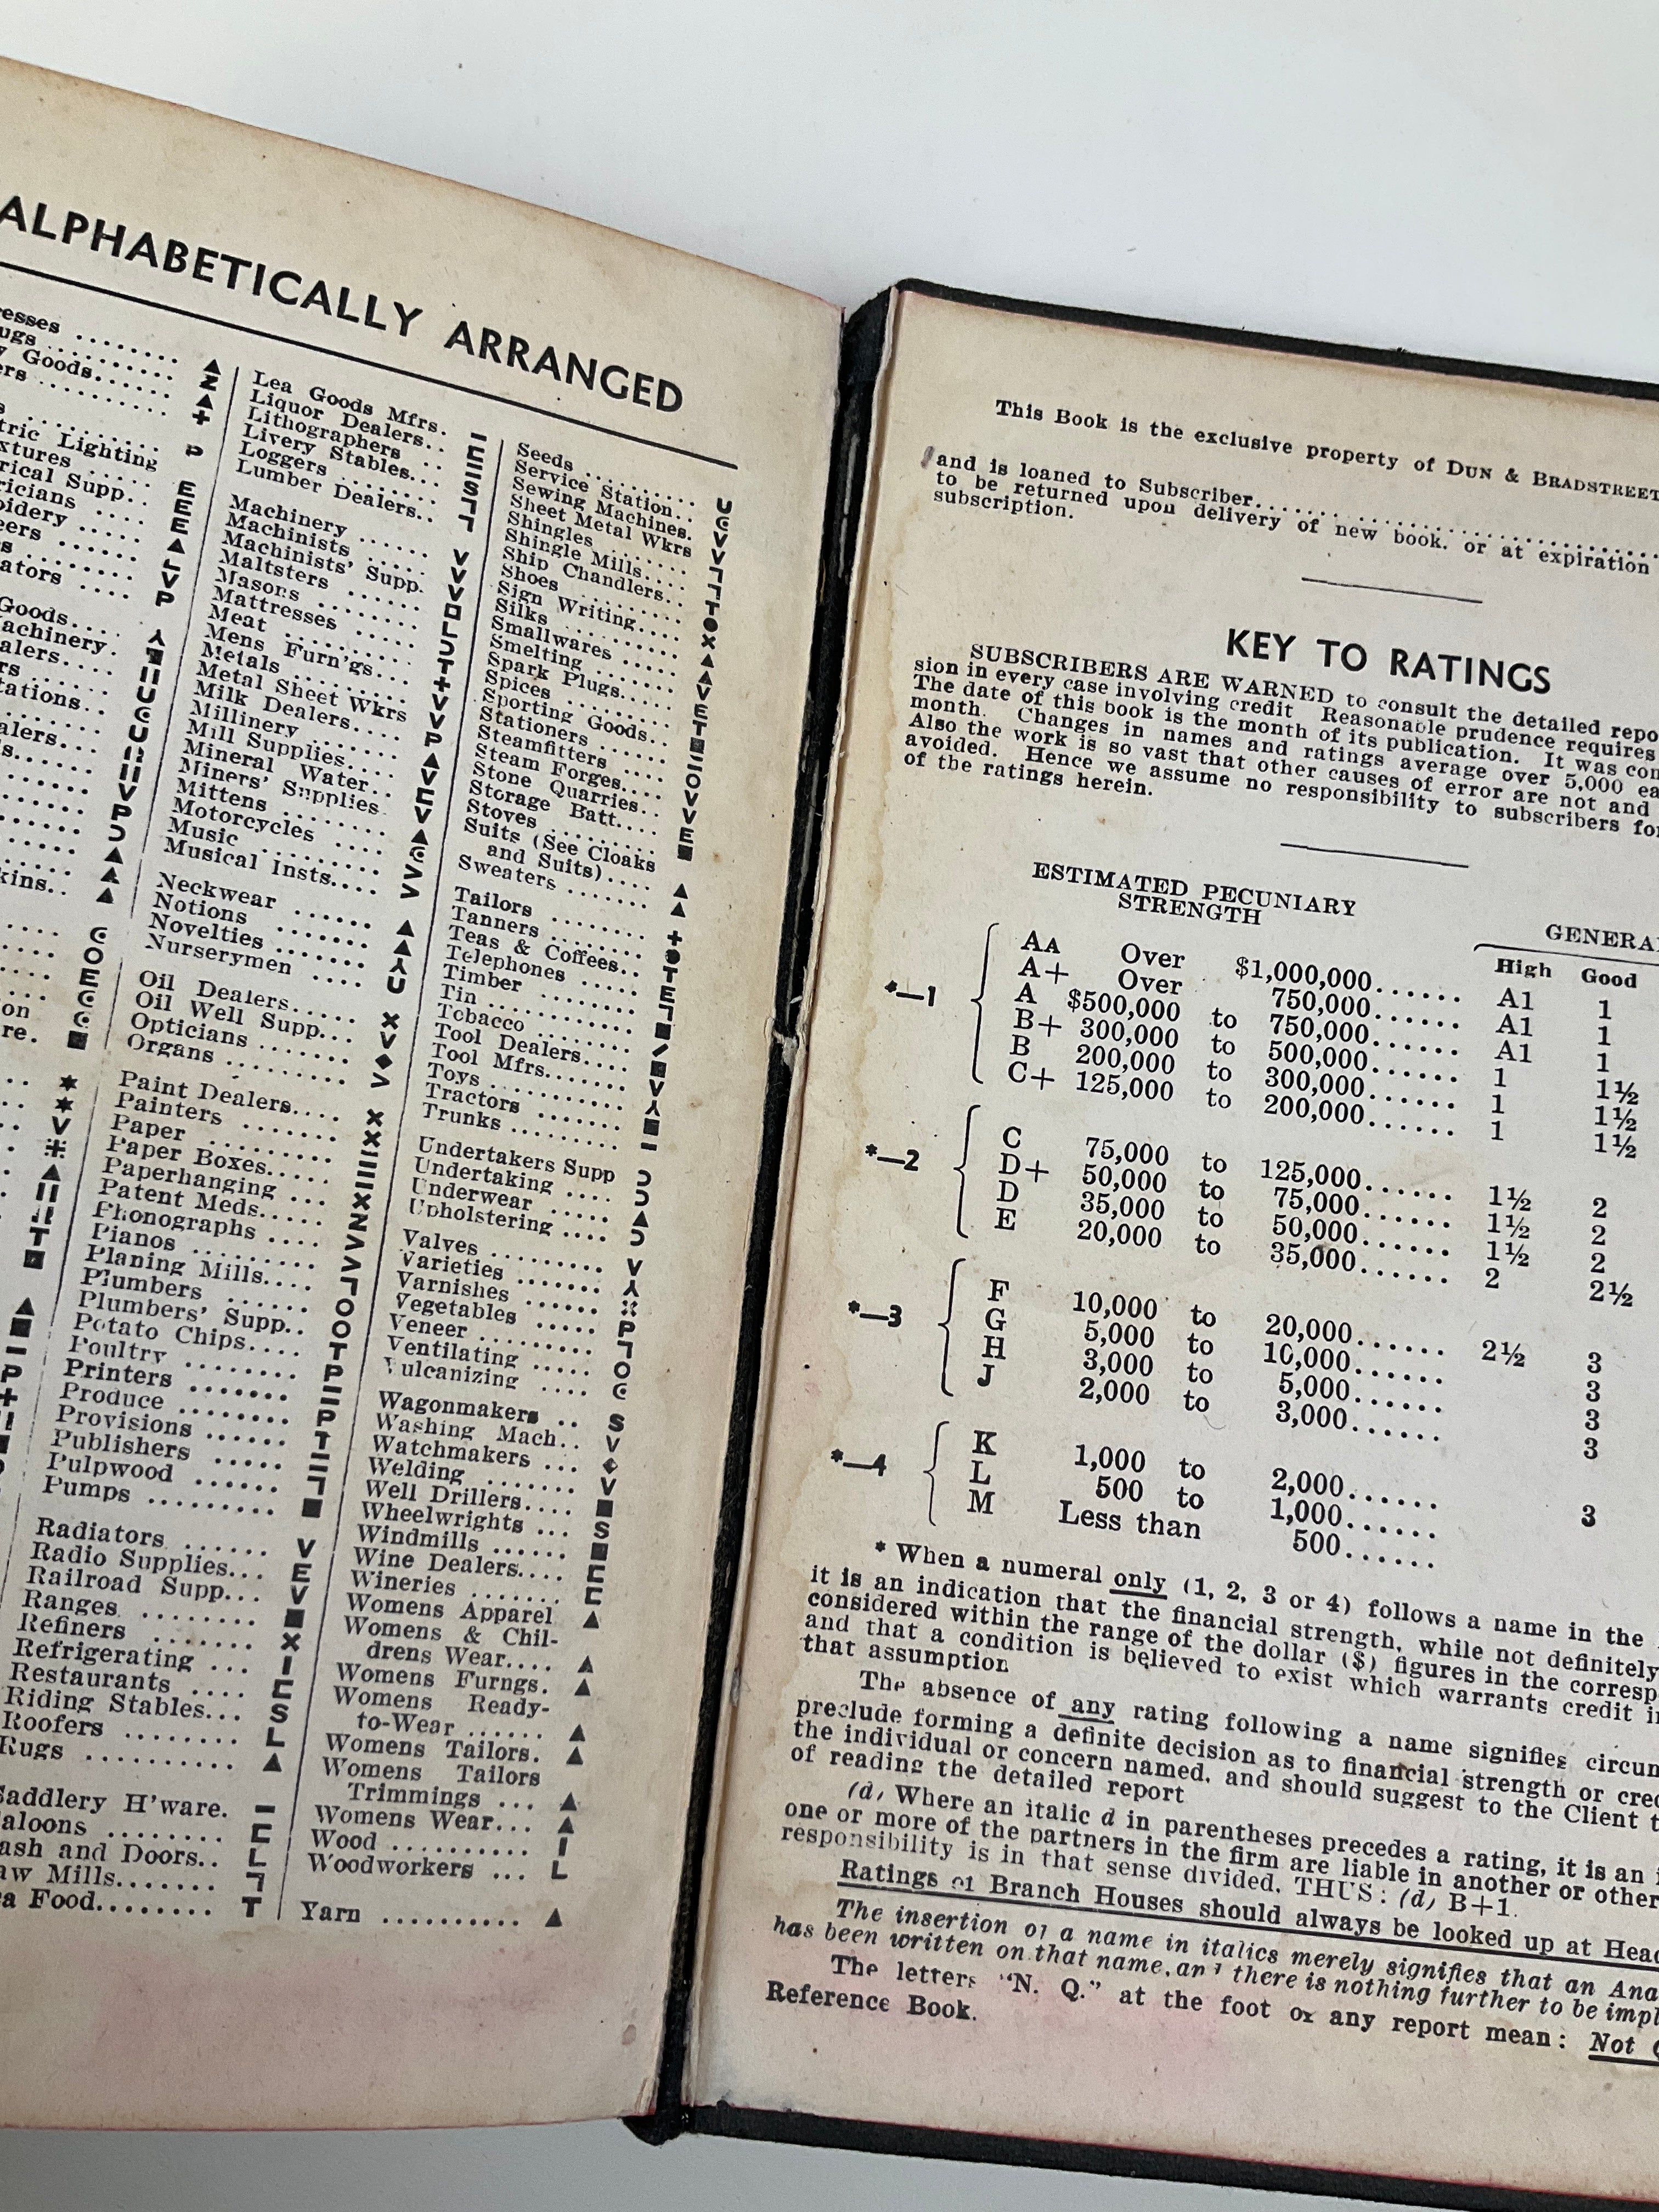 ALPHABETICALLY ARRANGED
Goods......
tric Lighting
Lea Goods Mfrs.
Liquor Dealers..
Lithographers ..
Livery Stables...
Loggers ........
Lumber Dealers..
Machinery ......
Machinists .....
Machinists' Supp.
Maltsters ......
Masons .........
Mattresses .....
Meat ..........
Mens Furn'gs...
Metals .........
Metal Sheet Wkrs
Milk Dealers....
Millinery .......
Mill Supplies....
Mineral Water..
Miners' Supplies
Mittens ........
Motorcycles ....
Music ..........
Musical Insts....
Neckwear ......
Notions ........
Novelties .......
Nurserymen ....
Oil Dealers......
Oil Well Supp...
Opticians .......
Organs ..........
Paint Dealers....
Painters ........
Paper ..........
Paper Boxes.....
Paperhanging ...
Patent Meds.....
Phonographs ....
Pianos .........
Planing Mills....
Plumbers ......
Plumbers' Supp..
Potato Chips....
Poultry ........
Printers .......
Produce ........
Provisions ......
Publishers .....
Pulpwood ......
Pumps .........
Radiators ......
Radio Supplies...
Railroad Supp...
Ranges ........
Refiners .......
Refrigerating ...
Restaurants ....
Riding Stables...
Roofers ........
Rugs ..........
Saddlery H'ware.
Saloons ........
Sash and Doors..
Saw Mills.......
Sea Food........ T
Seeds .......... U
Service Station..
Sewing Machines. V
Sheet Metal Wkrs V
Shingles .......
Shingle Mills....
Ship Chandlers.. T
Shoes .........
Sign Writing....
Silks .........
Smallwares .....
Smelting ....... V
Spark Plugs..... E
Spices ......... T
Sporting Goods..
Stationers .....
Steamfitters .... O
Steam Forges.... V
Stone Quarries.. V
Storage Batt.... E
Stoves .........
Suits (See Cloaks
and Suits)....
Sweaters .......
Tailors ........ +
Tanners ........
Teas & Coffees.. T
Telephones ..... E
Timber ........
Tin ...........
Tobacco ........
Tool Dealers....
Tool Mfrs....... V
Toys ..........
Tractors .......
Trunks .........
Undertakers Supp
Undertaking ....
Underwear .....
Upholstering ....
Valves ......... V
Varieties .......
Varnishes ......
Vegetables ..... P
Veneer ........
Ventilating ..... O
Vulcanizing ....
Wagonmakers .. S
Washing Mach.. V
Watchmakers ...
Welding ........ V
Well Drillers....
Wheelwrights ... S
Windmills ......
Wine Dealers....
Wineries .......
Womens Apparel
Womens & Chil-
drens Wear....
Womens Furngs.
Womens Ready-
to-Wear ......
Womens Tailors.
Womens Tailors
Trimmings ...
Womens Wear...
Wood ..........
Woodworkers ... L
Yarn ..........
This Book is the exclusive property of DUN & BRADSTREET
and is loaned to Subscriber........................
to be returned upon delivery of new book, or at expiration
subscription.
KEY TO RATINGS
SUBSCRIBERS ARE WARNED to consult the detailed
sion in every case involving credit Reasonable prudence requires
The date of this book is the month of its publication. It was
month. Changes in names and ratings average over 5,000
Also the work is so vast that other causes of error are not and
avoided. Hence we assume no responsibility to subscribers
of the ratings herein.
ESTIMATED PECUNIARY
STRENGTH
GENERAL
High Good
*—1
AA Over $1,000,000...... A1 1
A+ Over 750,000...... A1 1
A $500,000 to 750,000...... A1 1
B+ 300,000 to 500,000...... 1 1½
B 200,000 to 300,000...... 1 1½
C+ 125,000 to 200,000...... 1 1½
*—2
C 75,000 to 125,000...... 1½ 2
D+ 50,000 to 75,000...... 1½ 2
D 35,000 to 50,000...... 1½ 2
E 20,000 to 35,000...... 2 2½
*—3
F 10,000 to 20,000...... 2½ 3
G 5,000 to 10,000...... 3
H 3,000 to 5,000...... 3
J 2,000 to 3,000...... 3
*—4
K 1,000 to 2,000...... 3
L 500 to 1,000......
M Less than 500......
* When a numeral only (1, 2, 3 or 4) follows a name in the
it is an indication that the financial strength, while not definitely
considered within the range of the dollar ($) figures in the
and that a condition is believed to exist which warrants credit
that assumption
The absence of any rating following a name signifies
preclude forming a definite decision as to financial strength or
the individual or concern named, and should suggest to the Client
of reading the detailed report
(d) Where an italic d in parentheses precedes a rating, it is an
one or more of the partners in the firm are liable in another or other
responsibility is in that sense divided, THUS: (d) B+1.
Ratings of Branch Houses should always be looked up at
The insertion of a name in italics merely signifies that an
has been written on that name, and there is nothing further to be
The letters "N. Q." at the foot of any report mean: Not
Reference Book.